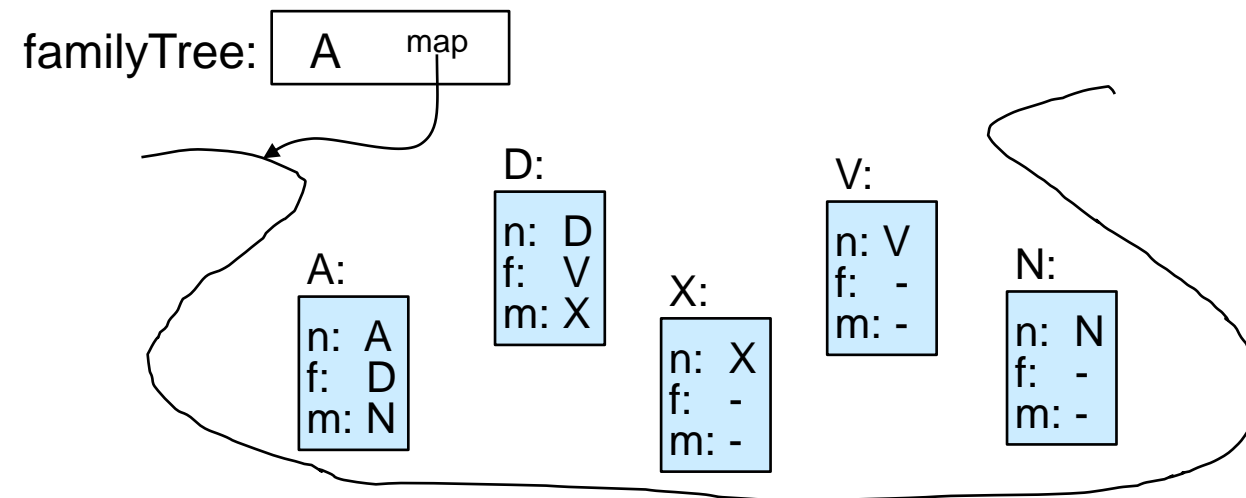 familyTree: A map
D:
n: D
f: V
m: X
V:
n: V
f: -
m: -
A:
n: A
f: D
m: N
X:
n: X
f: -
m: -
N:
n: N
f: -
m: -